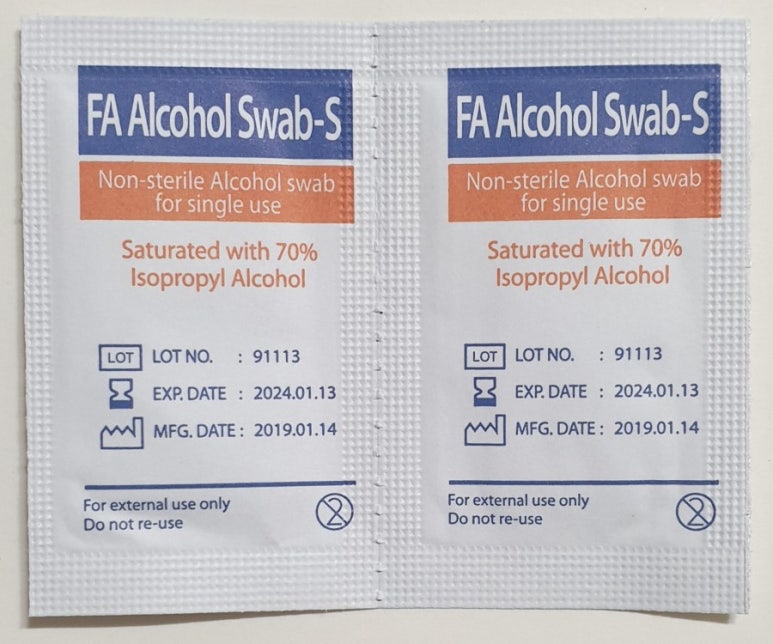 FA Alcohol Swab-S
Non-sterile Alcohol swab
for single use
Saturated with 70%
Isopropyl Alcohol
LOT LOT NO. : 91113
EXP. DATE : 2024.01.13
MFG. DATE : 2019.01.14
For external use only
Do not re-use
2
FA Alcohol Swab-S
Non-sterile Alcohol swab
for single use
Saturated with 70%
Isopropyl Alcohol
LOT LOT NO. : 91113
EXP. DATE : 2024.01.13
MFG. DATE : 2019.01.14
For external use only
Do not re-use
2